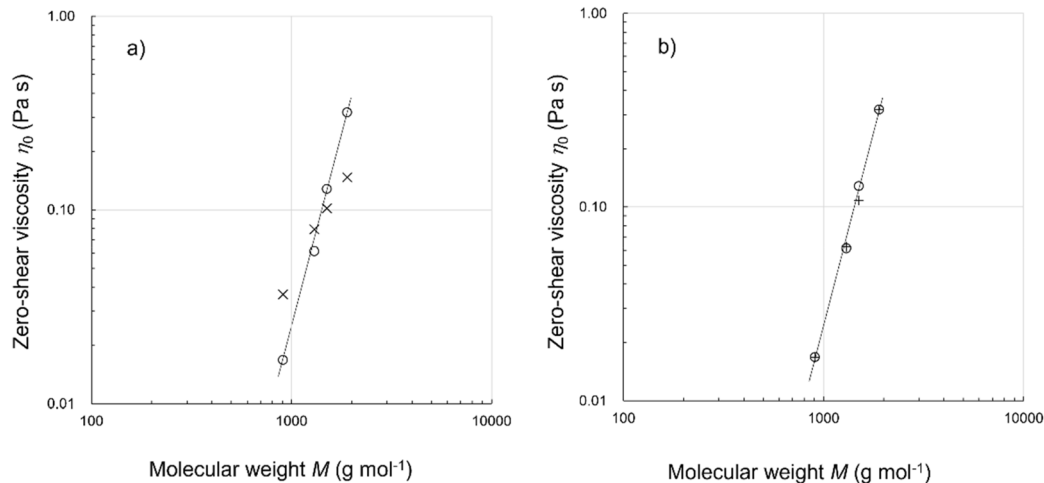 a)
1.00
0.10
0.01
100
1000
10000
Zero-shear viscosity η₀ (Pa s)
Molecular weight M (g mol⁻¹)
b)
1.00
0.10
0.01
100
1000
10000
Zero-shear viscosity η₀ (Pa s)
Molecular weight M (g mol⁻¹)